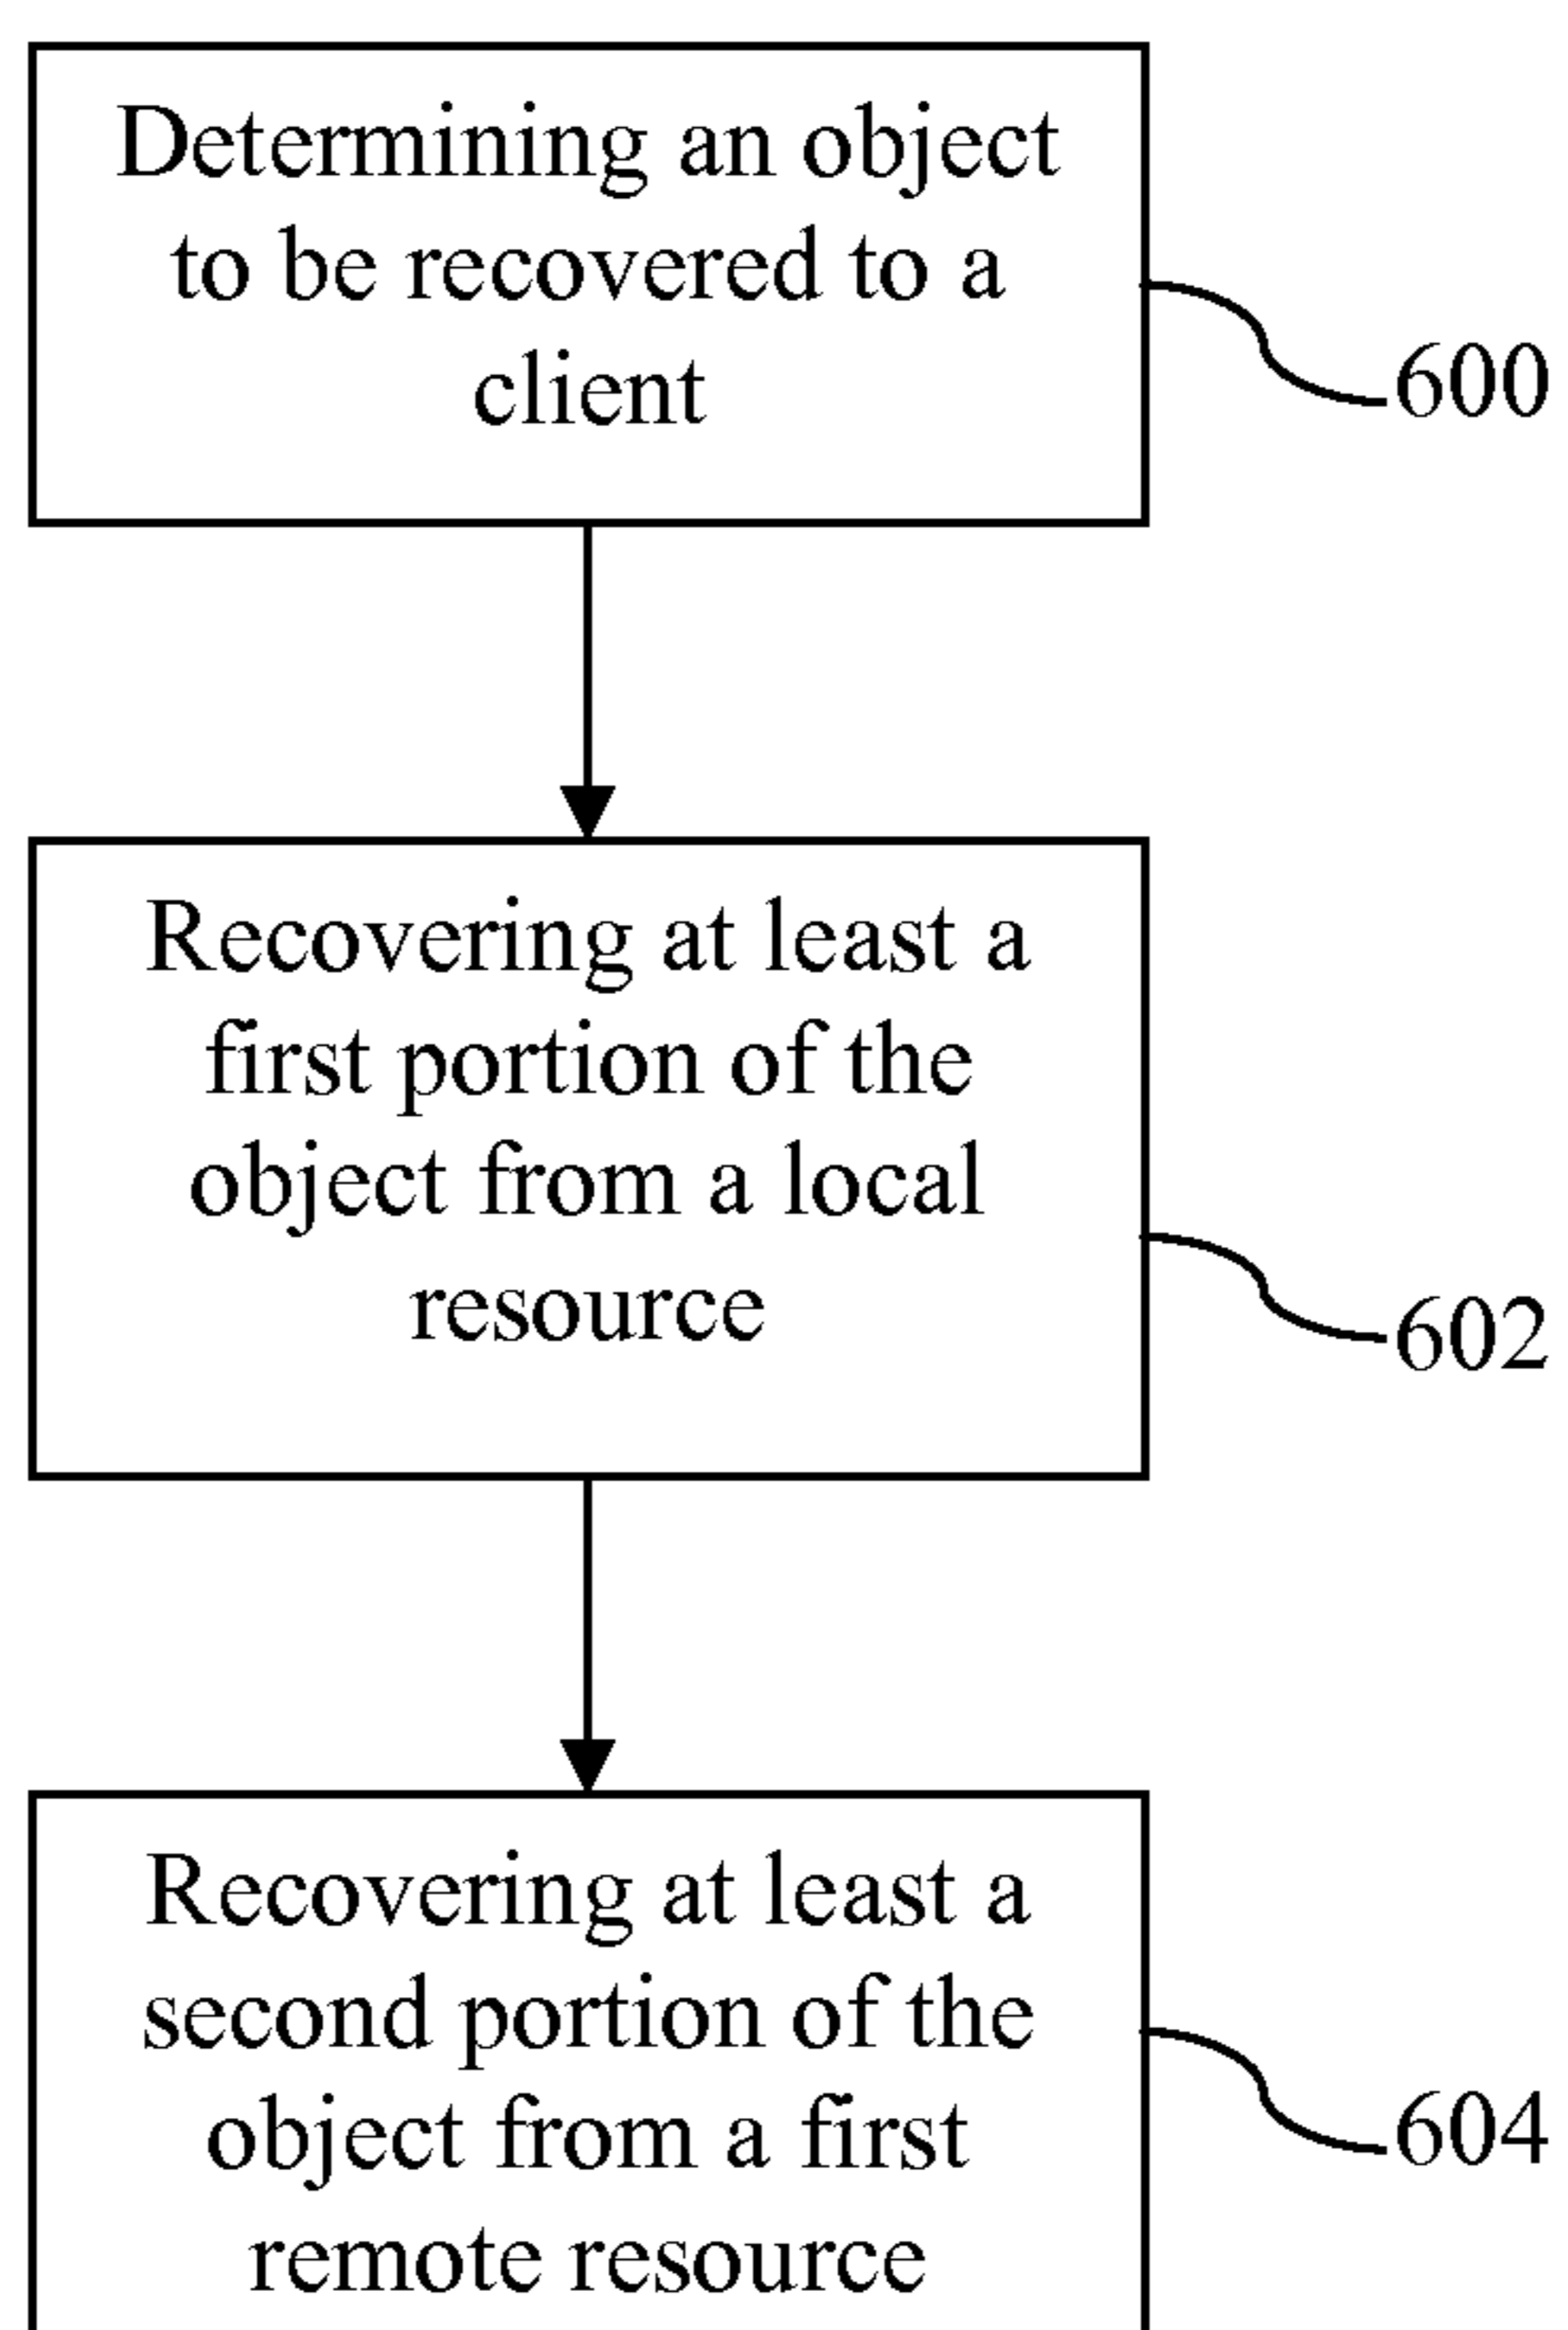 Determining an object
to be recovered to a
client
600
Recovering at least a
first portion of the
object from a local
resource
602
Recovering at least a
second portion of the
object from a first
remote resource
604